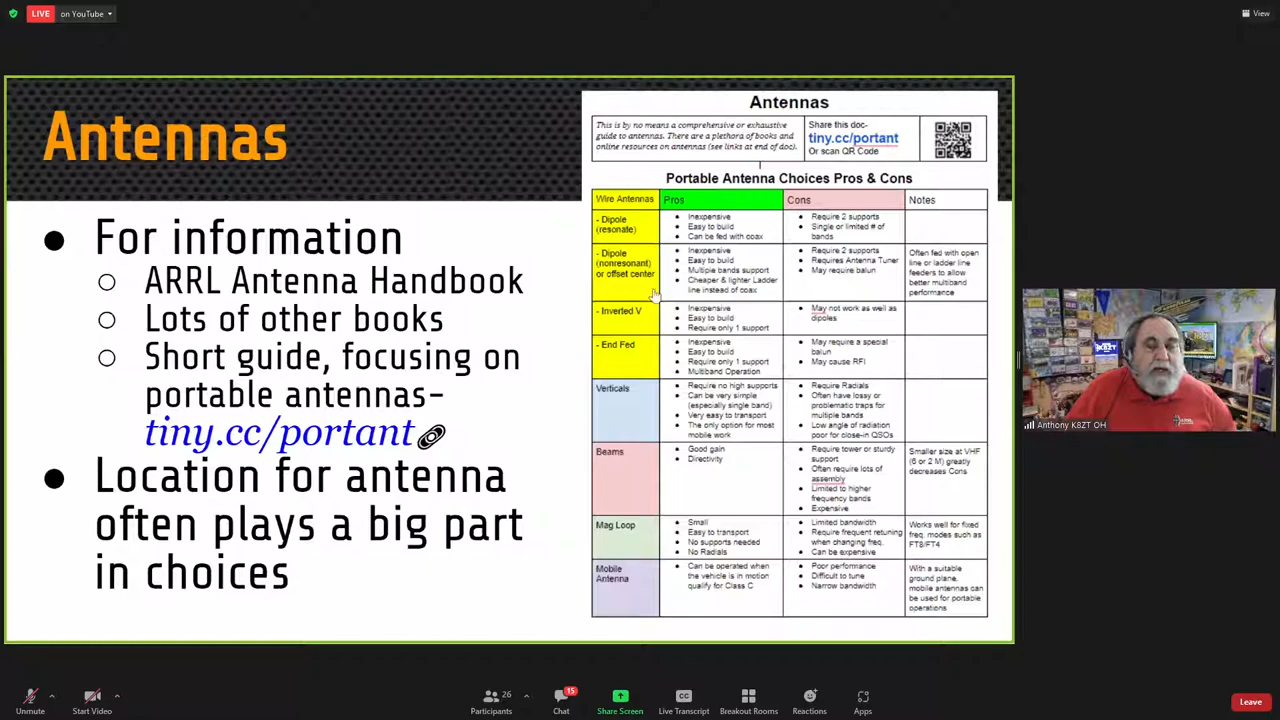 LIVE on YouTube
View
Antennas
For information
ARRL Antenna Handbook
Lots of other books
Short guide, focusing on
portable antennas-
tiny.cc/portant
Location for antenna
often plays a big part
in choices
Antennas
This is by no means a comprehensive or exhaustive
guide to antennas. There are a plethora of books and
online resources on antennas (see links at end of doc).
Share this doc-
tiny.cc/portant
Or scan QR Code
Portable Antenna Choices Pros & Cons
Wire Antennas
Pros
Cons
Notes
- Dipole
(resonate)
Inexpensive
Easy to build
Can be fed with coax
Require 2 supports
Single or limited # of
bands
- Dipole
(nonresonant)
or offset center
Inexpensive
Easy to build
Multiple bands support
Cheaper & lighter Ladder
line instead of coax
Require 2 supports
Requires Antenna Tuner
May require balun
Often fed with open
line or ladder line
feeders to allow
better multiband
performance
- Inverted V
Inexpensive
Easy to build
Require only 1 support
May not work as well as
dipoles
- End Fed
Inexpensive
Easy to build
Require only 1 support
Multiband Operation
May require a special
balun
May cause RFI
Verticals
Require no high supports
Can be very simple
(especially single band)
Very easy to transport
The only option for most
mobile work
Require Radials
Often have lossy or
problematic traps for
multiple bands
Low angle of radiation
poor for close-in QSOs
Beams
Good gain
Directivity
Require tower or sturdy
support
Often require lots of
assembly
Limited to higher
frequency bands
Expensive
Smaller size at VHF
(6 or 2 M) greatly
decreases Cons
Mag Loop
Small
Easy to transport
No supports needed
No Radials
Limited bandwidth
Require frequent retuning
when changing freq.
Can be expensive
Works well for fixed
freq. modes such as
FT8/FT4
Mobile
Antenna
Can be operated when
the vehicle is in motion
qualify for Class C
Poor performance
Difficult to tune
Narrow bandwidth
With a suitable
ground plane,
mobile antennas can
be used for portable
operations
K8ZT
Anthony K8ZT OH
Unmute
Start Video
26
Participants
15
Chat
Share Screen
CC
Live Transcript
Breakout Rooms
Reactions
Apps
Leave